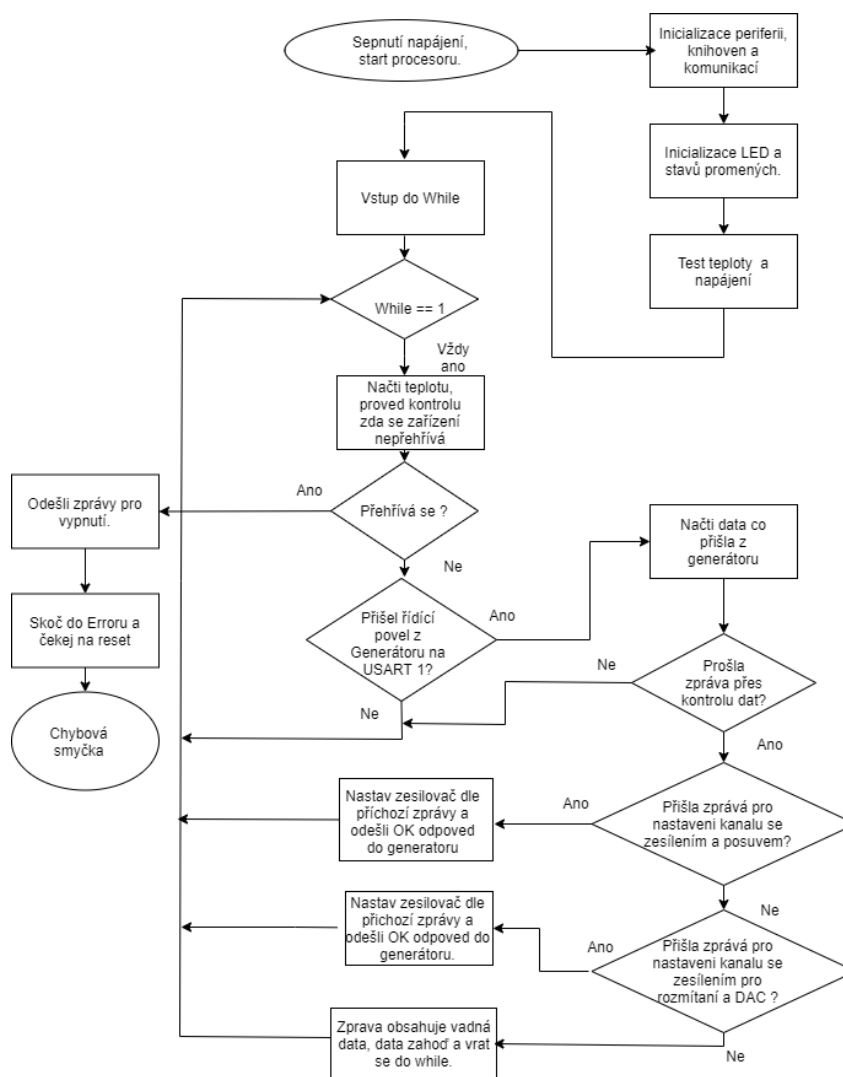 Sepnutí napájení,
start procesoru.
Inicializace periferii,
knihoven a
komunikací
Inicializace LED a
stavů promených.
Test teploty a
napájení
Vstup do While
While == 1
Vždy
ano
Načti teplotu,
proved kontrolu
zda se zařízení
nepřehřívá
Přehřívá se ?
Ano
Odešli zprávy pro
vypnutí.
Skoč do Erroru a
čekej na reset
Chybová
smyčka
Ne
Přišel řídící
povel z
Generátoru na
USART 1?
Ano
Ne
Načti data co
přišla z
generátoru
Prošla
zpráva přes
kontrolu dat?
Ne
Ano
Přišla zprává pro
nastaveni kanalu se
zesílením a posuvem?
Ano
Nastav zesilovač dle
příchozí zprávy a
odešli OK odpoved
do generatoru
Ne
Přišla zprává pro
nastaveni kanalu se
zesílením pro
rozmítaní a DAC ?
Ano
Nastav zesilovač dle
přichozí zprávy a
odešli OK odpoved do
generátoru.
Ne
Zprava obsahuje vadná
data, data zahoď a vrat
se do while.